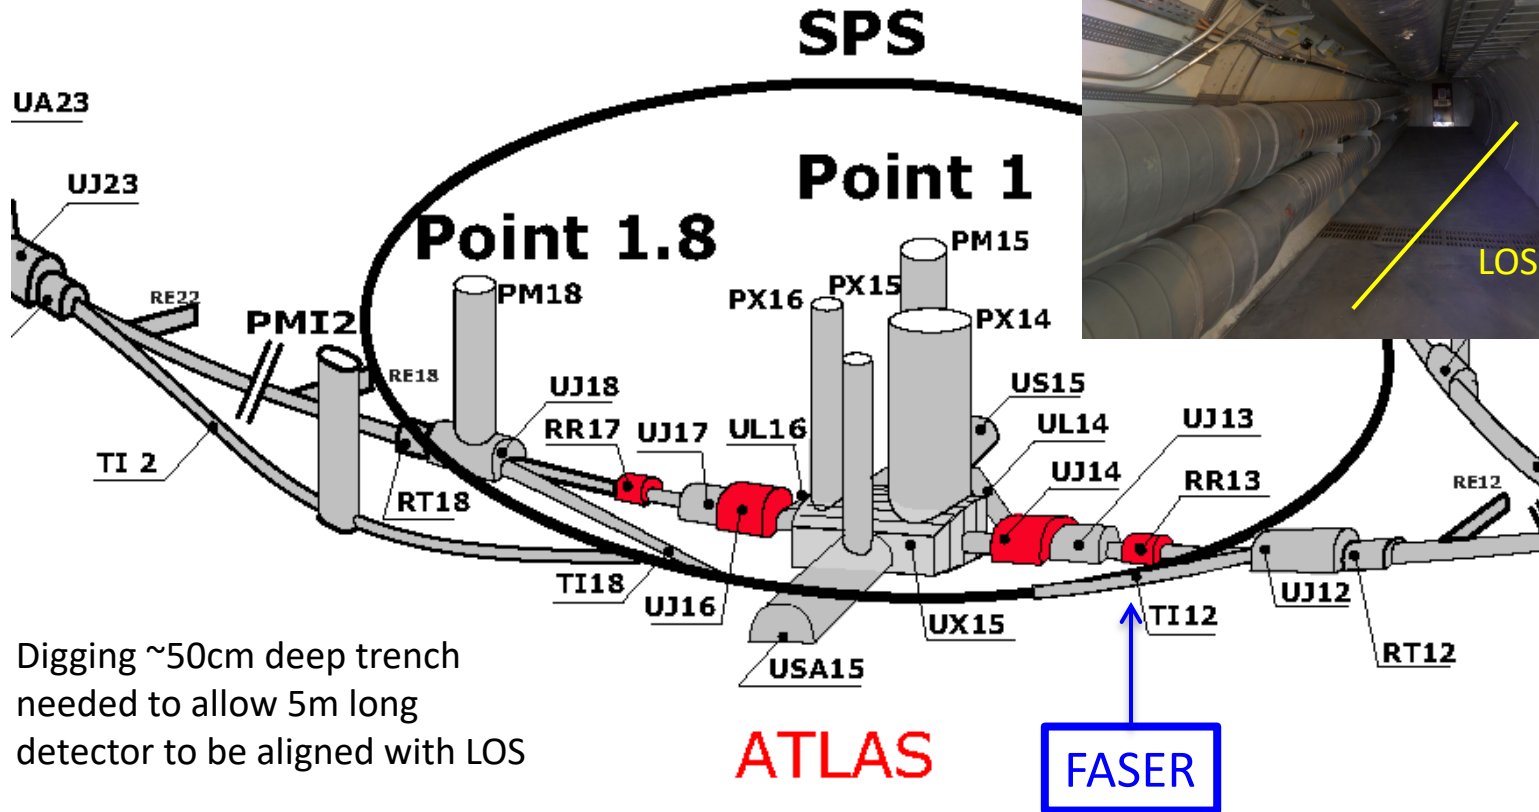 SPS
UA23
UJ23
Point 1
Point 1.8
PM15
PM18
PX16
PX15
PX14
LOS
RE22
PMI2
RE18
UJ18
US15
UL14
UJ13
RR17
UJ17
UL16
UJ14
RR13
RE12
TI 2
RT18
TI18
UJ16
UX15
TI12
UJ12
RT12
USA15
Digging ~50cm deep trench
needed to allow 5m long
detector to be aligned with LOS
ATLAS
FASER